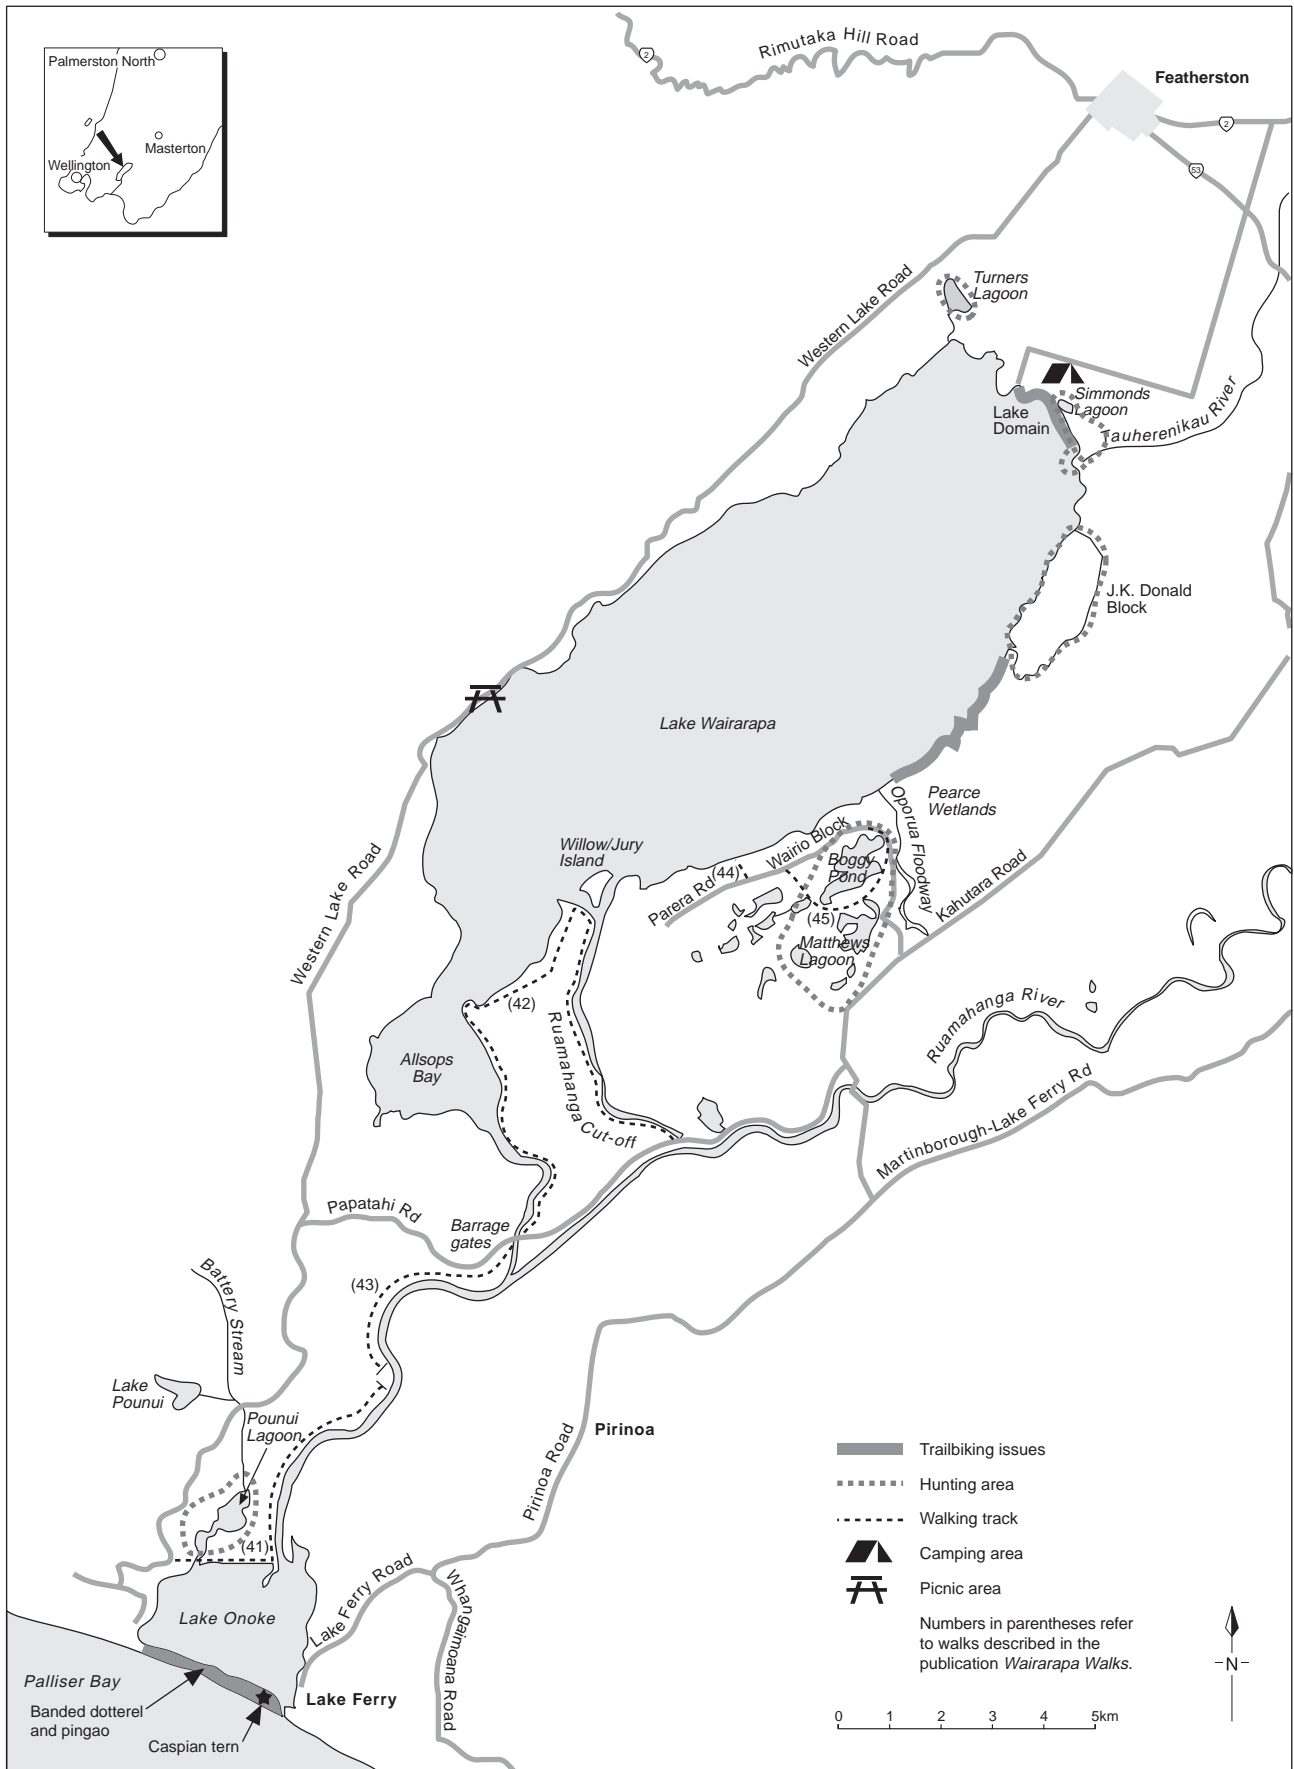 Palmerston North
Masterton
Wellington
2
Rimutaka Hill Road
Featherston
2
53
Western Lake Road
Turners
Lagoon
Simmonds
Lagoon
Lake
Domain
Tauherenikau River
J.K. Donald
Block
Lake Wairarapa
Pearce
Wetlands
Oporua Floodway
Willow/Jury
Island
Wairio Block
Boggy
Pond
(44)
Parera Rd
(45)
Kahutara Road
Matthews
Lagoon
Western Lake Road
(42)
Ruamahanga Cut-off
Ruamahanga River
Allsops
Bay
Martinborough-Lake Ferry Rd
Papatahi Rd
Barrage
gates
(43)
Battery Stream
Lake
Pounui
Pounui
Lagoon
Pirinoa
Pirinoa Road
(41)
Lake Ferry Road
Whangaimoana Road
Lake Onoke
Palliser Bay
Lake Ferry
Banded dotterel
and pingao
Caspian tern
Trailbiking issues
Hunting area
Walking track
Camping area
Picnic area
Numbers in parentheses refer
to walks described in the
publication Wairarapa Walks.
N
0 1 2 3 4 5km